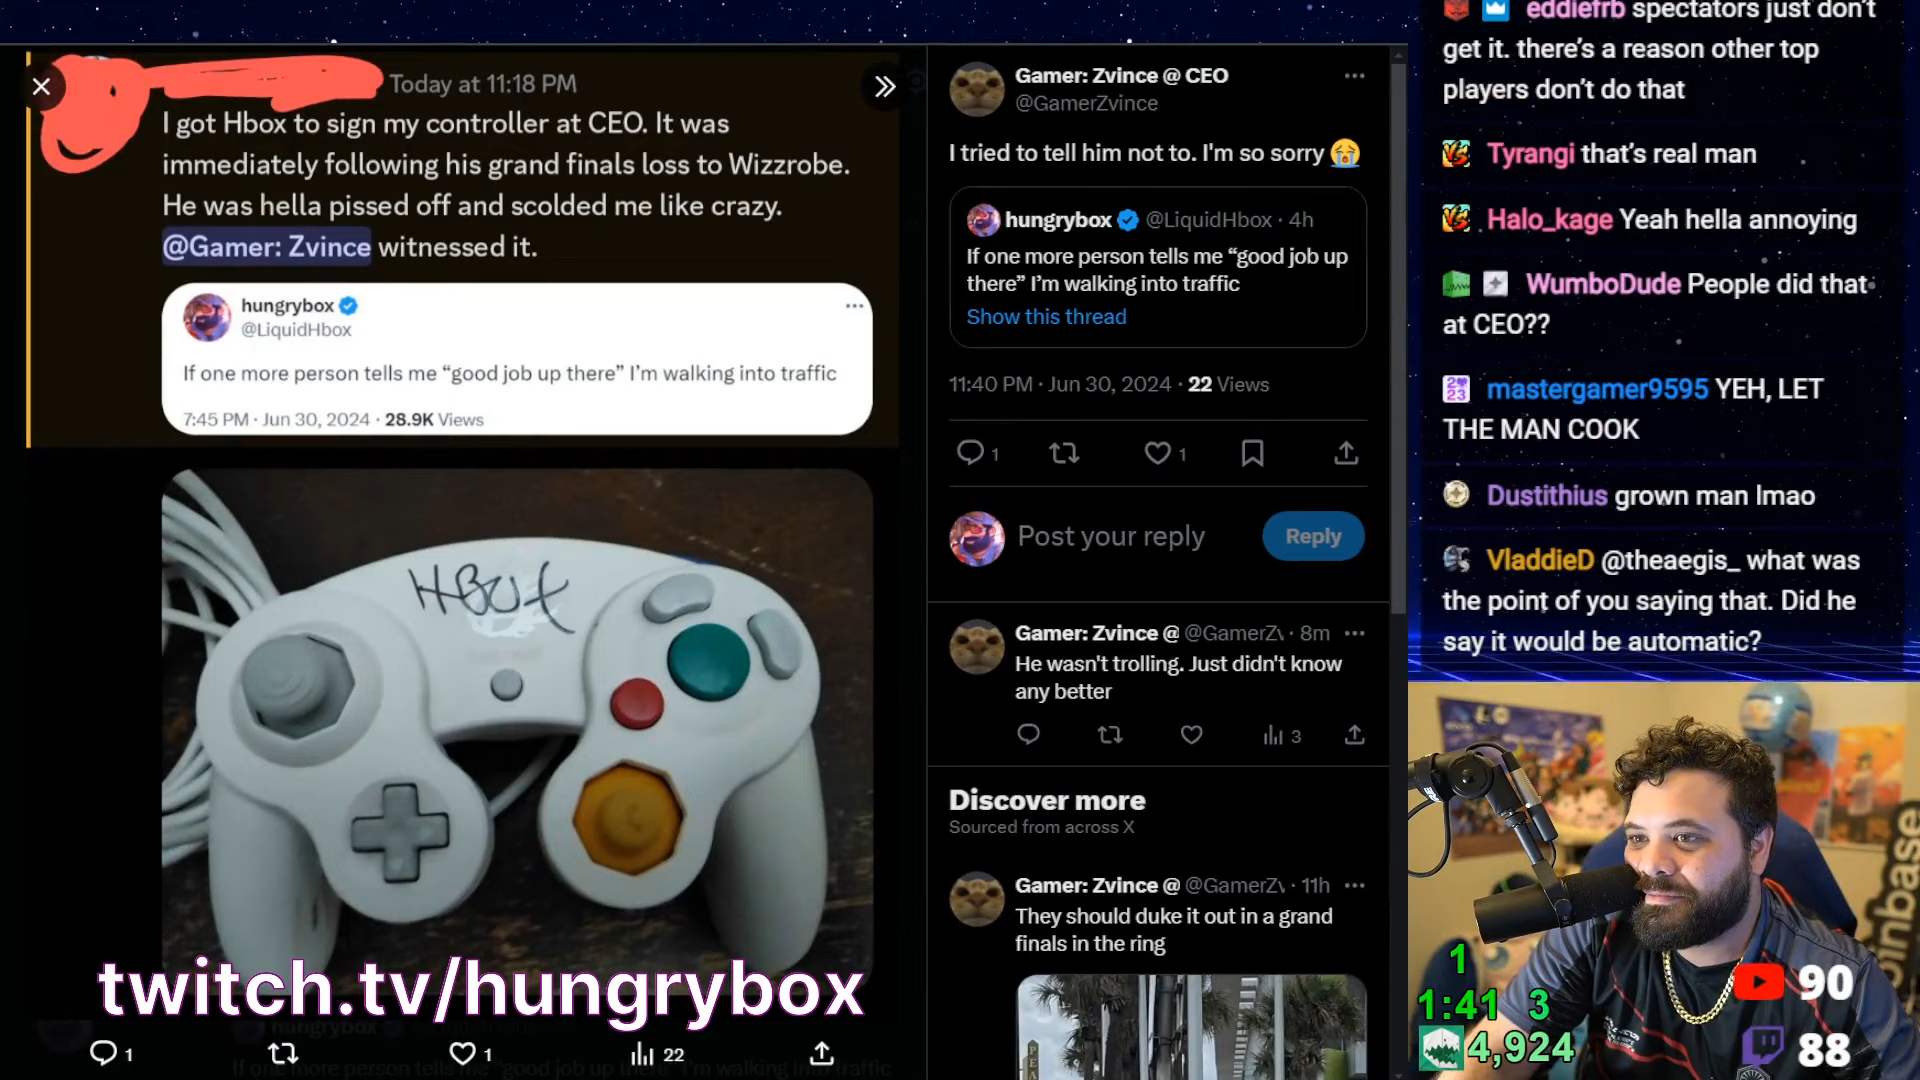 Today at 11:18 PM
I got Hbox to sign my controller at CEO. It was
immediately following his grand finals loss to Wizzrobe.
He was hella pissed off and scolded me like crazy.
@Gamer: Zvince witnessed it.
hungrybox
@LiquidHbox
If one more person tells me “good job up there” I’m walking into traffic
7:45 PM · Jun 30, 2024 · 28.9K Views
HBOX
twitch.tv/hungrybox
1
1
22
Gamer: Zvince @ CEO
@GamerZvince
I tried to tell him not to. I'm so sorry 😭
hungrybox @LiquidHbox · 4h
If one more person tells me “good job up
there” I’m walking into traffic
Show this thread
11:40 PM · Jun 30, 2024 · 22 Views
1
1
Post your reply
Reply
Gamer: Zvince @ @GamerZv · 8m
He wasn't trolling. Just didn't know
any better
3
Discover more
Sourced from across X
Gamer: Zvince @ @GamerZv · 11h
They should duke it out in a grand
finals in the ring
eddiefrb spectators just don’t
get it. there’s a reason other top
players don’t do that
Tyrangi that’s real man
Halo_kage Yeah hella annoying
WumboDude People did that
at CEO??
mastergamer9595 YEH, LET
THE MAN COOK
Dustithius grown man lmao
VladdieD @theaegis_ what was
the point of you saying that. Did he
say it would be automatic?
oinbase
1
1:41 3
4,924
90
88